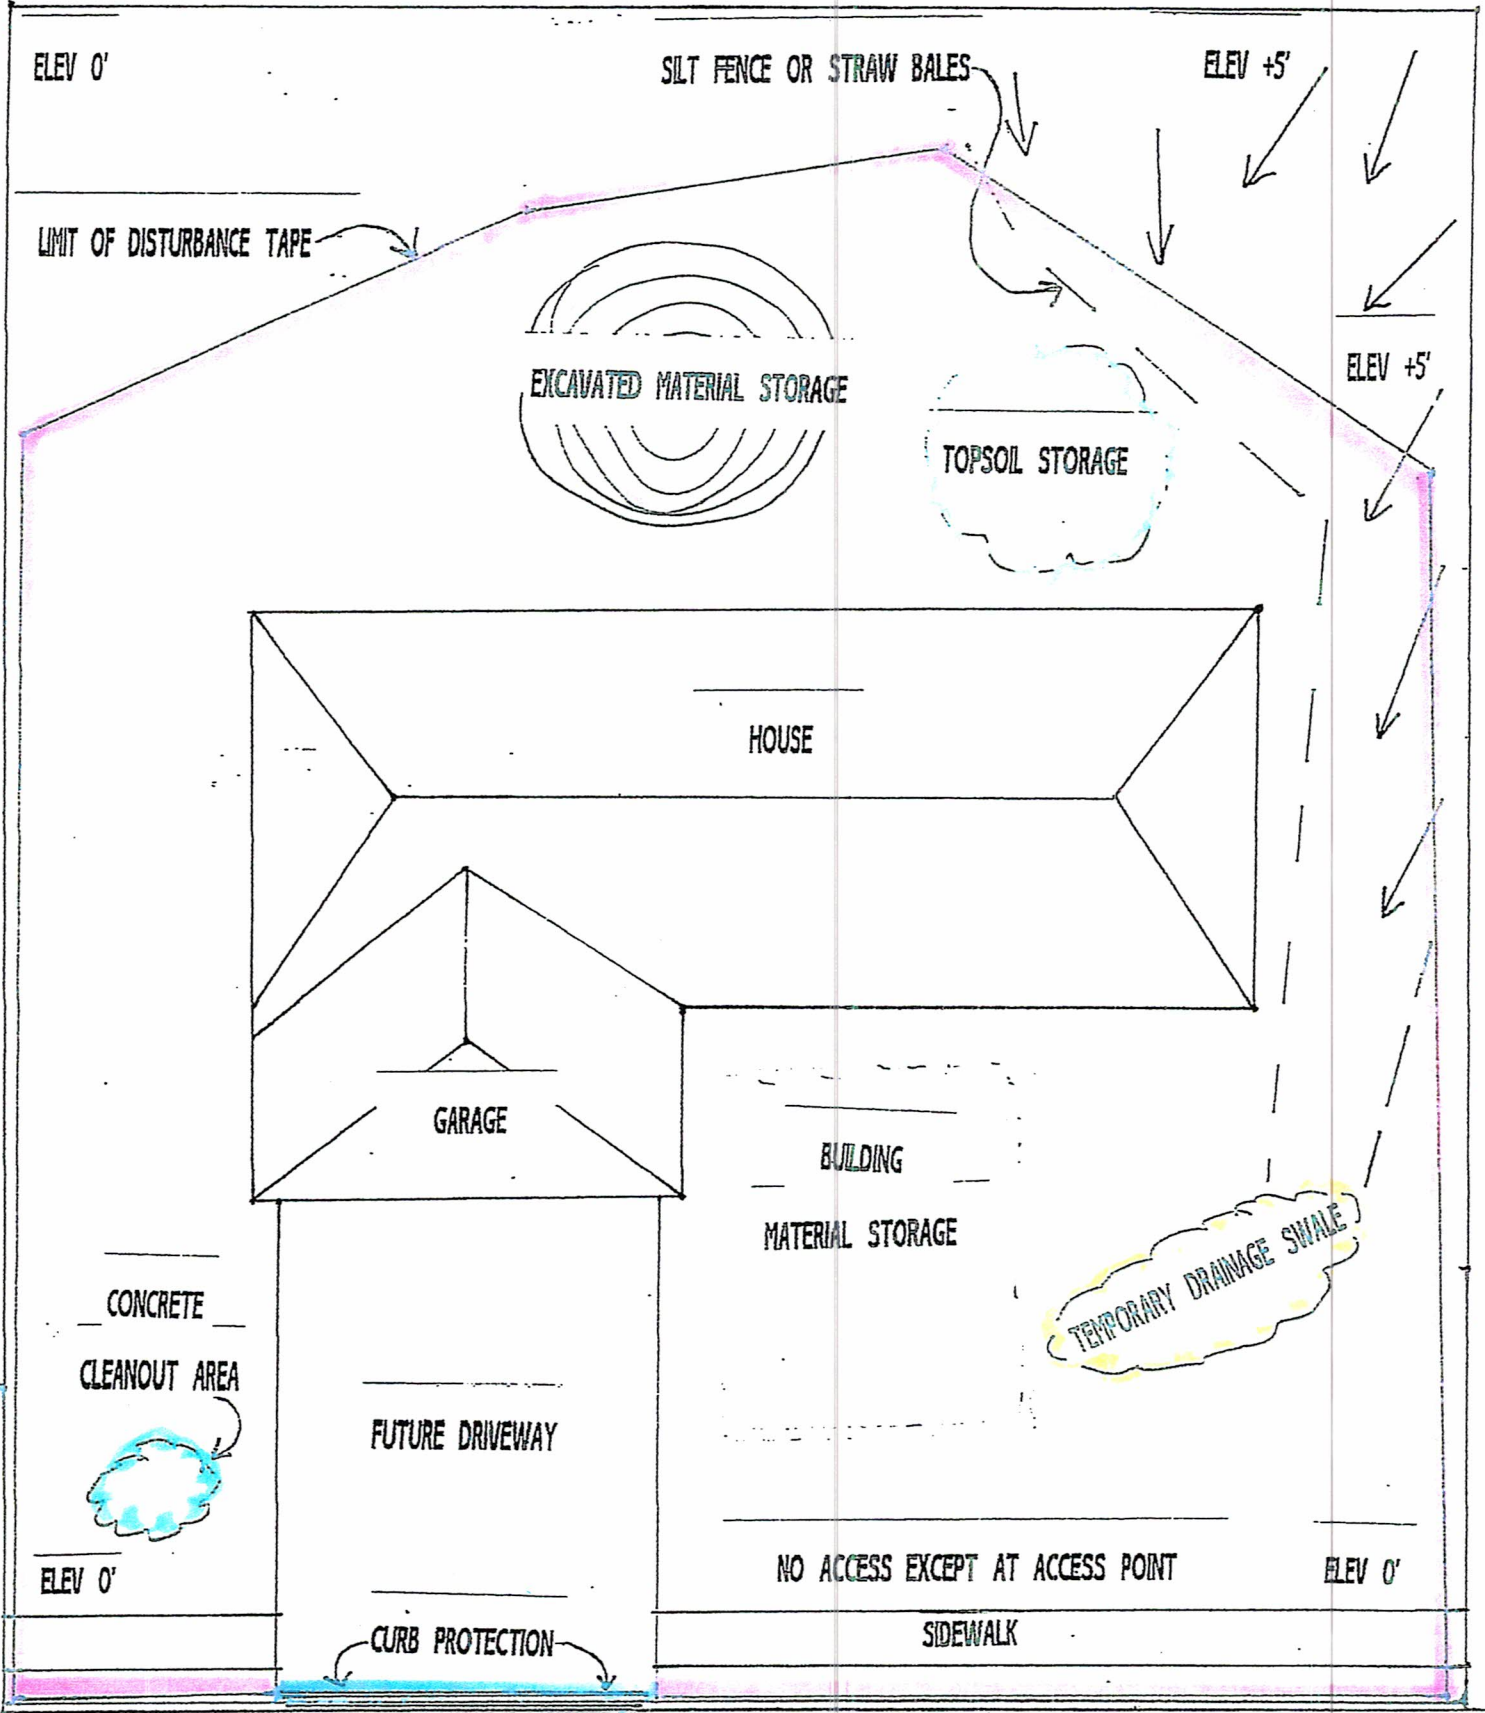 ELEV 0'
SILT FENCE OR STRAW BALES
ELEV +5'
LIMIT OF DISTURBANCE TAPE
EXCAVATED MATERIAL STORAGE
ELEV +5'
TOPSOIL STORAGE
HOUSE
GARAGE
BUILDING
MATERIAL STORAGE
TEMPORARY DRAINAGE SWALE
CONCRETE
CLEANOUT AREA
FUTURE DRIVEWAY
ELEV 0'
NO ACCESS EXCEPT AT ACCESS POINT
ELEV 0'
CURB PROTECTION
SIDEWALK